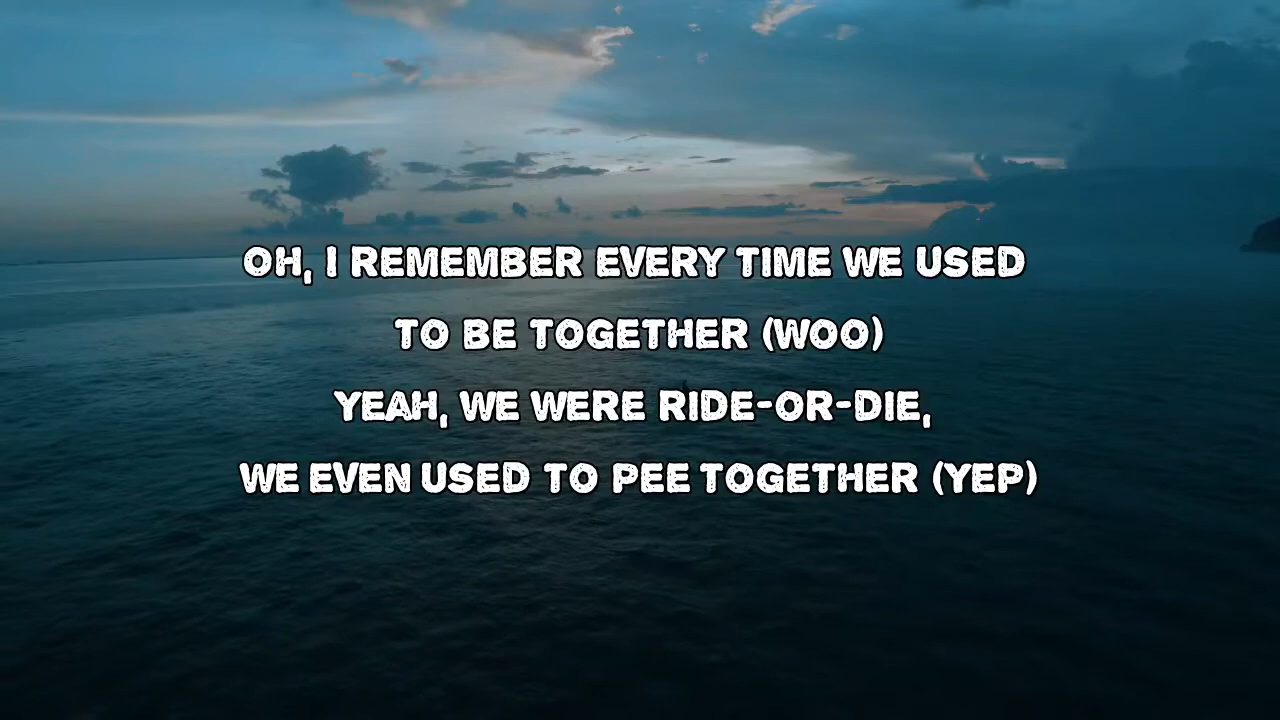 OH, I REMEMBER EVERY TIME WE USED
TO BE TOGETHER (WOO)
YEAH, WE WERE RIDE-OR-DIE,
WE EVEN USED TO PEE TOGETHER (YEP)